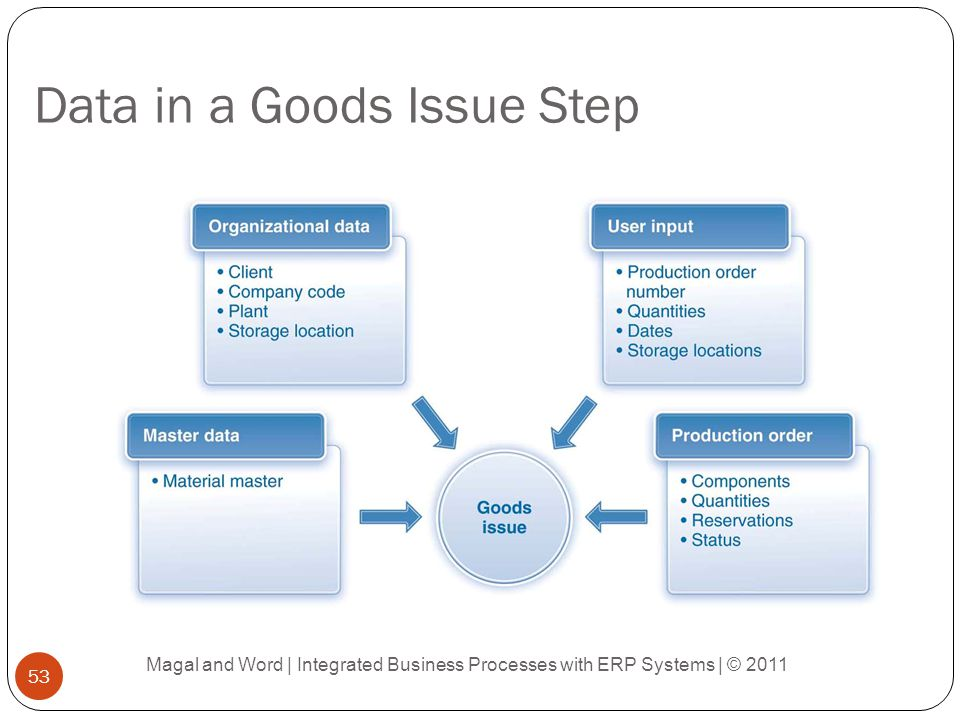 Data in a Goods Issue Step
Organizational data
• Client
• Company code
• Plant
• Storage location
User input
• Production order
number
• Quantities
• Dates
• Storage locations
Master data
• Material master
Goods
issue
Production order
• Components
• Quantities
• Reservations
• Status
Magal and Word | Integrated Business Processes with ERP Systems | © 2011
53